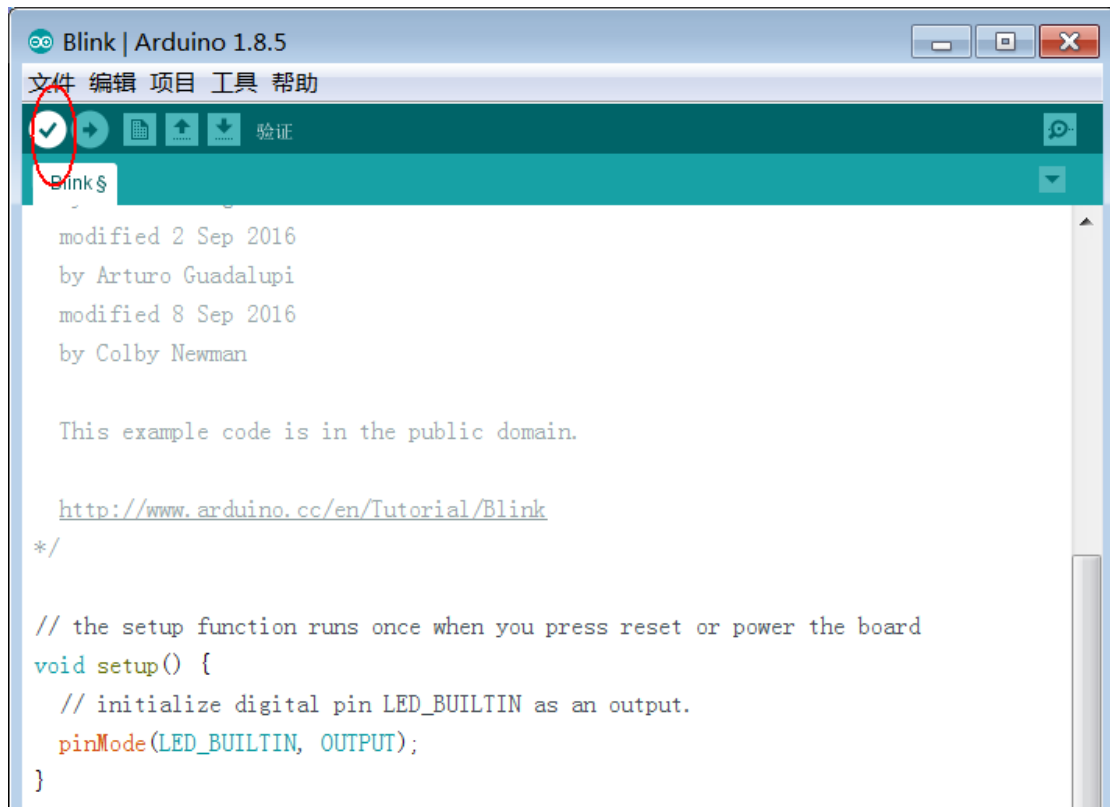 Blink | Arduino 1.8.5
文件 编辑 项目 工具 帮助
验证
Blink §
modified 2 Sep 2016
by Arturo Guadalupi
modified 8 Sep 2016
by Colby Newman
This example code is in the public domain.
http://www.arduino.cc/en/Tutorial/Blink
*/
// the setup function runs once when you press reset or power the board
void setup() {
// initialize digital pin LED_BUILTIN as an output.
pinMode(LED_BUILTIN, OUTPUT);
}